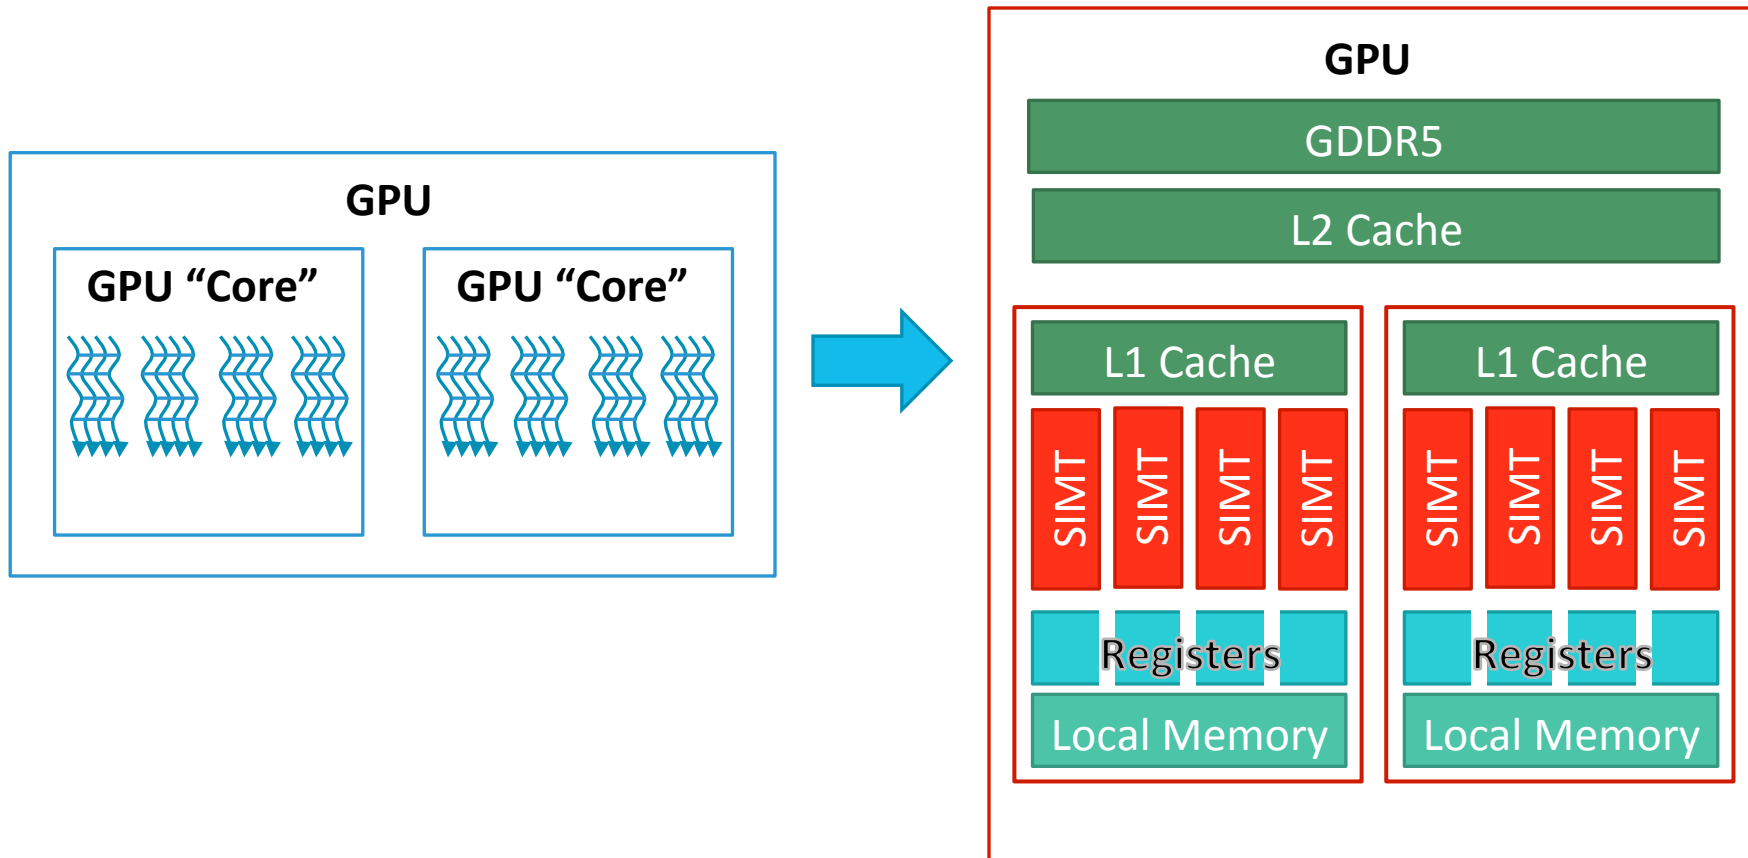 GPU
GPU “Core”
GPU “Core”
GPU
GDDR5
L2 Cache
L1 Cache
SIMT
SIMT
SIMT
SIMT
Registers
Local Memory
L1 Cache
SIMT
SIMT
SIMT
SIMT
Registers
Local Memory